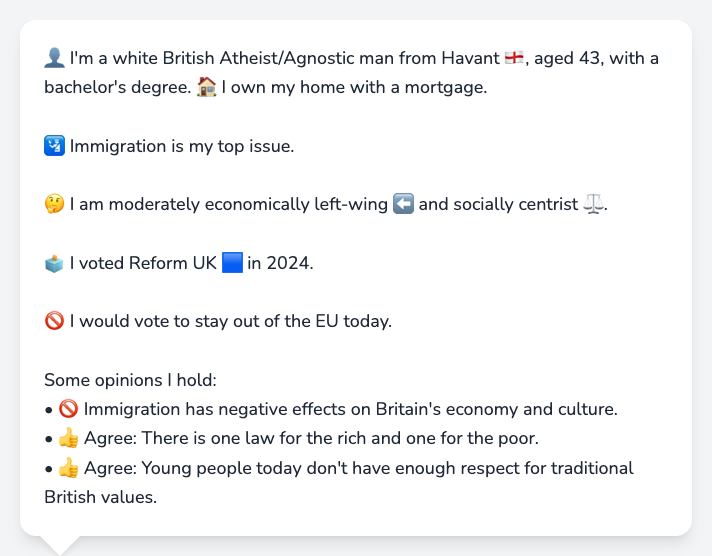 👤 I'm a white British Atheist/Agnostic man from Havant 🏴󠁧󠁢󠁥󠁮󠁧󠁿, aged 43, with a
bachelor's degree. 🏠 I own my home with a mortgage.
🛂 Immigration is my top issue.
🤔 I am moderately economically left-wing ⬅️ and socially centrist ⚖️.
🗳️ I voted Reform UK 🟦 in 2024.
🚫 I would vote to stay out of the EU today.
Some opinions I hold:
• 🚫 Immigration has negative effects on Britain's economy and culture.
• 👍 Agree: There is one law for the rich and one for the poor.
• 👍 Agree: Young people today don't have enough respect for traditional
British values.